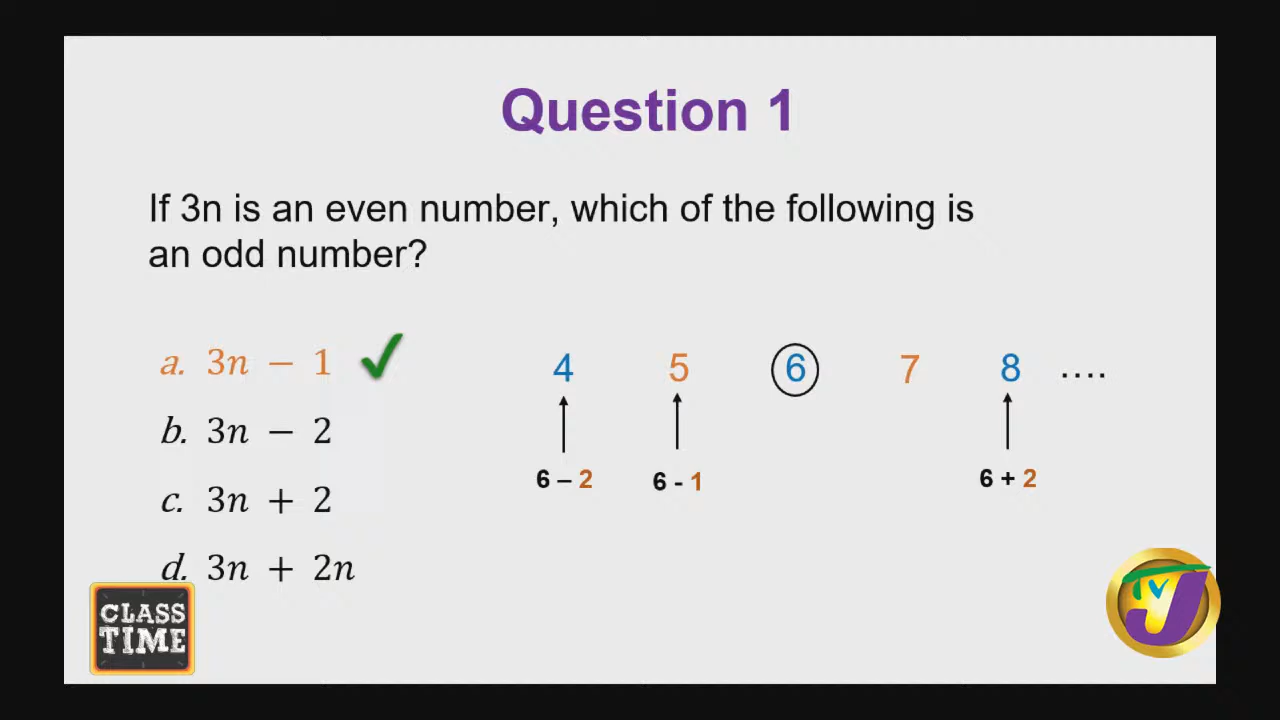 Question 1
If 3n is an even number, which of the following is
an odd number?
a. 3n − 1
b. 3n − 2
c. 3n + 2
d. 3n + 2n
4 5 6 7 8 ....
6 – 2 6 - 1 6 + 2
CLASS
TIME
TVJ